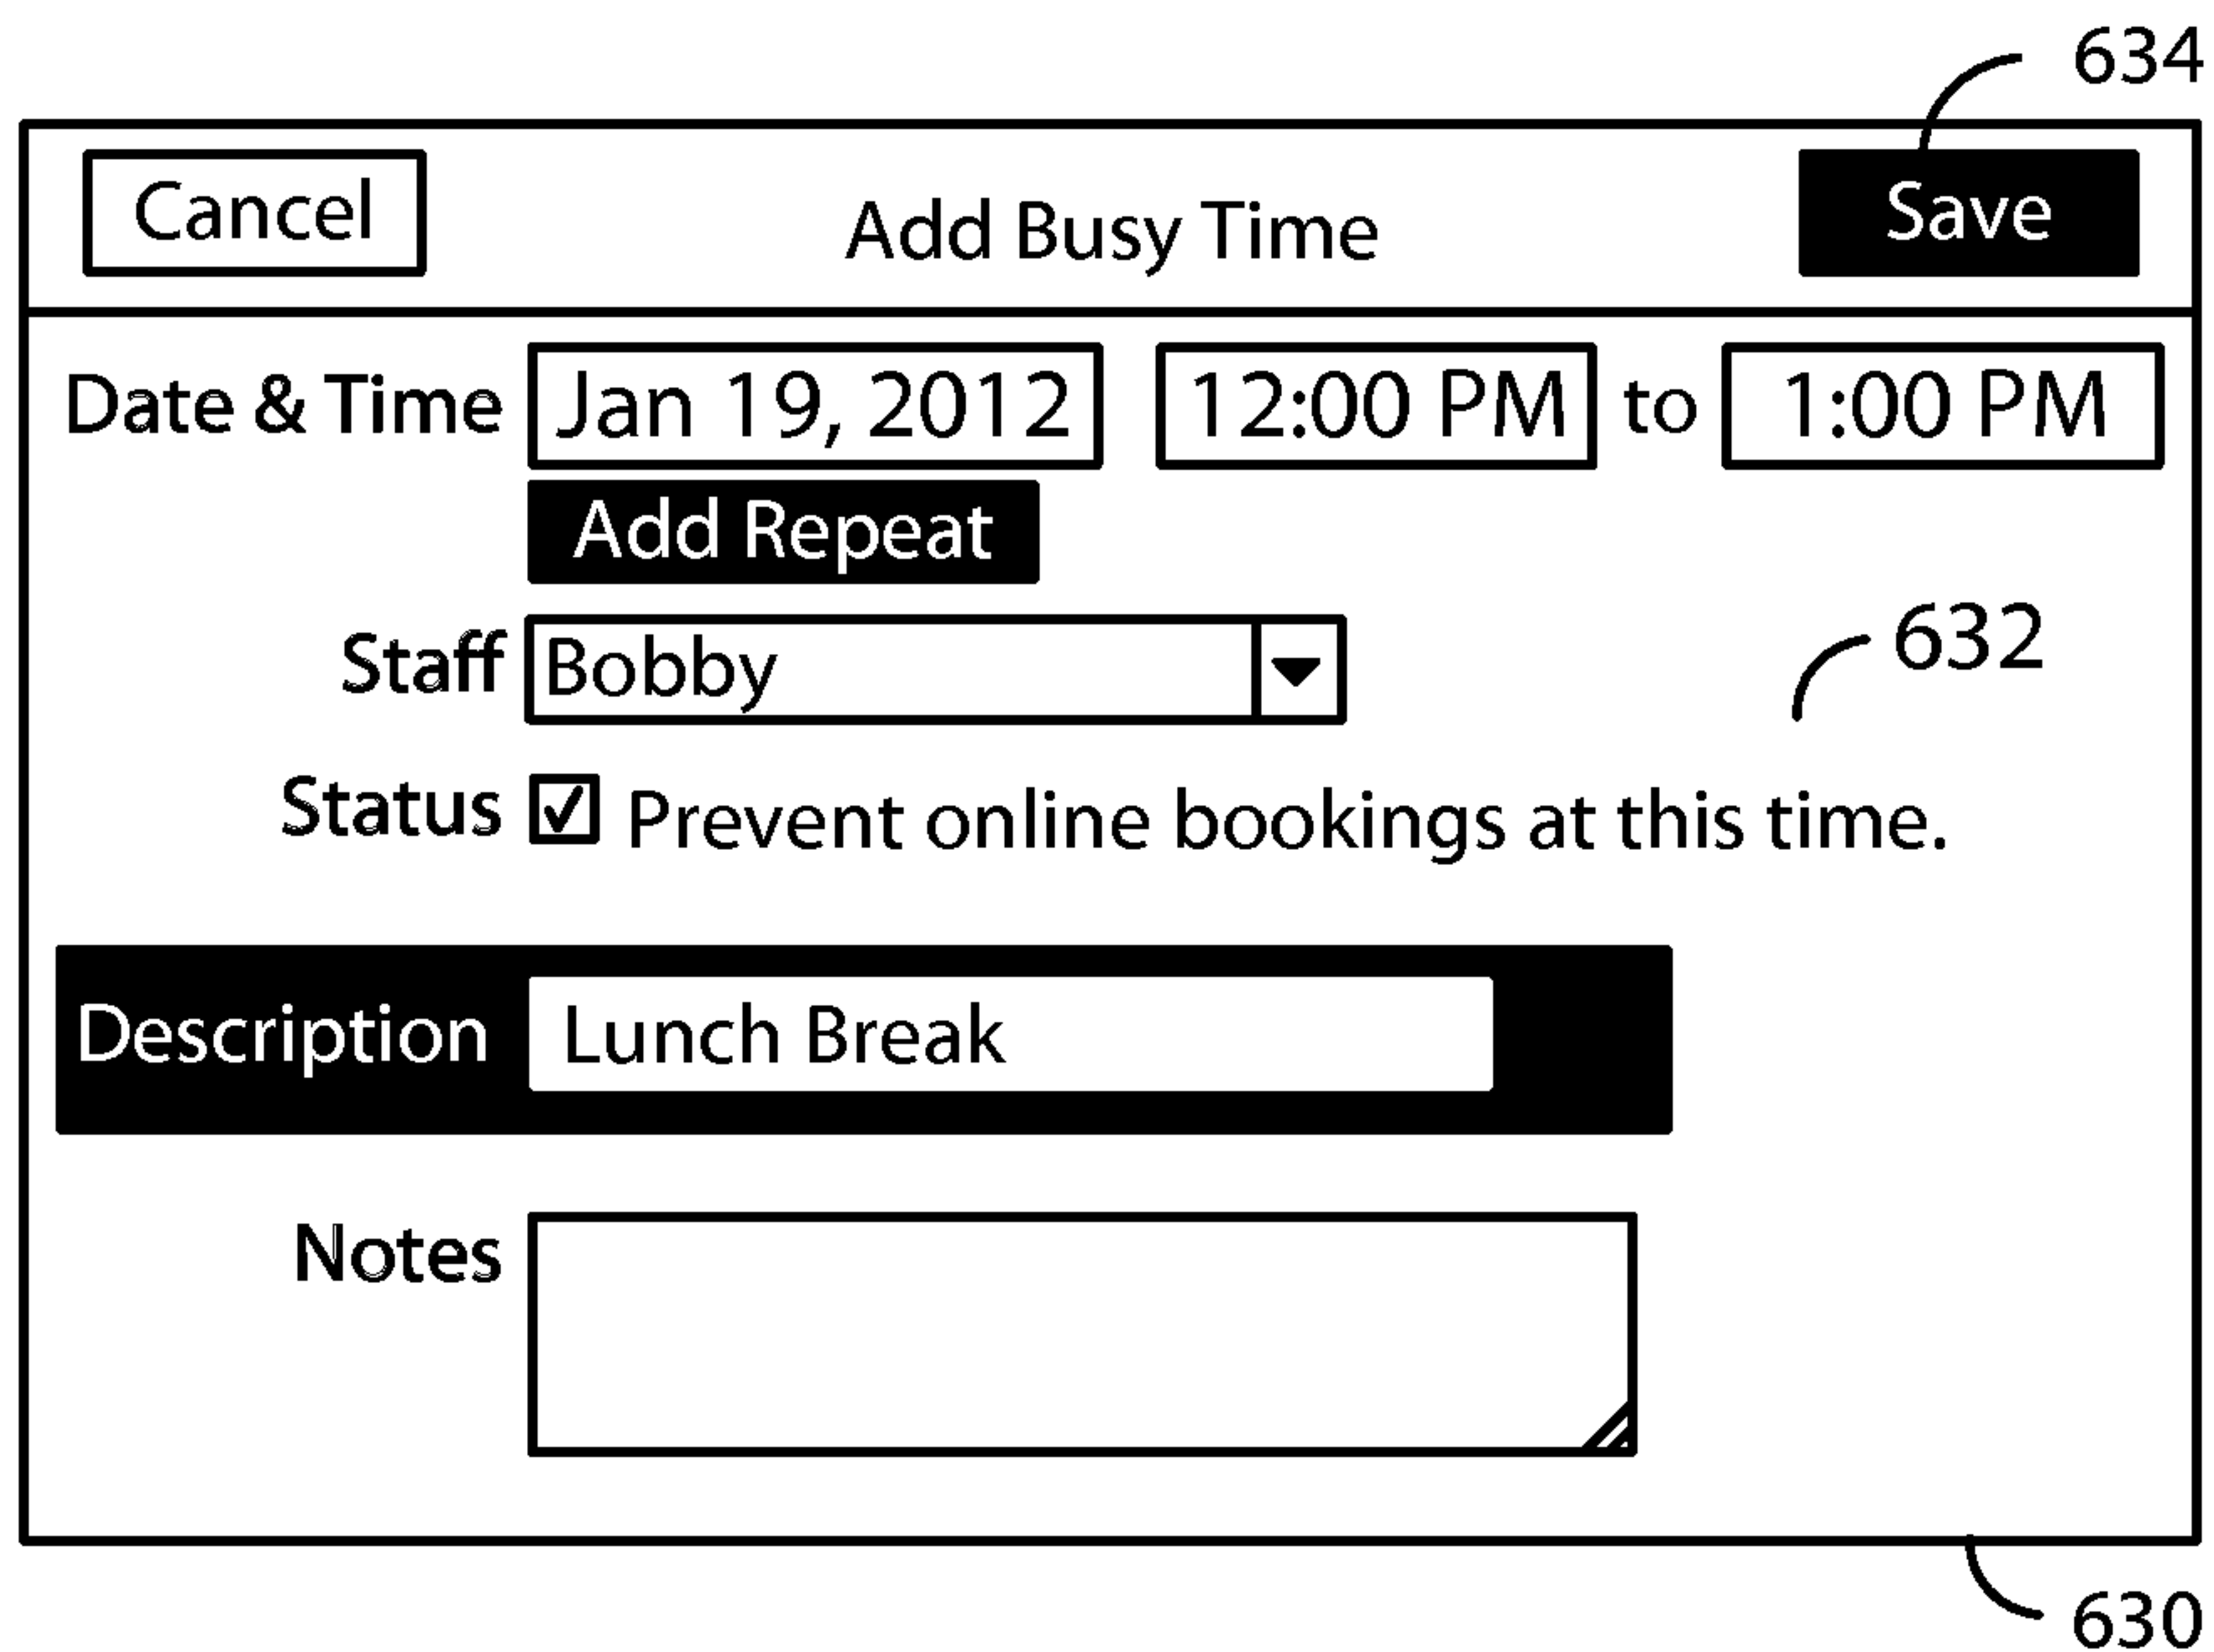 634
Cancel Add Busy Time Save
Date & Time Jan 19, 2012 12:00 PM to 1:00 PM
Add Repeat
Staff Bobby 632
Status Prevent online bookings at this time.
Description Lunch Break
Notes
630